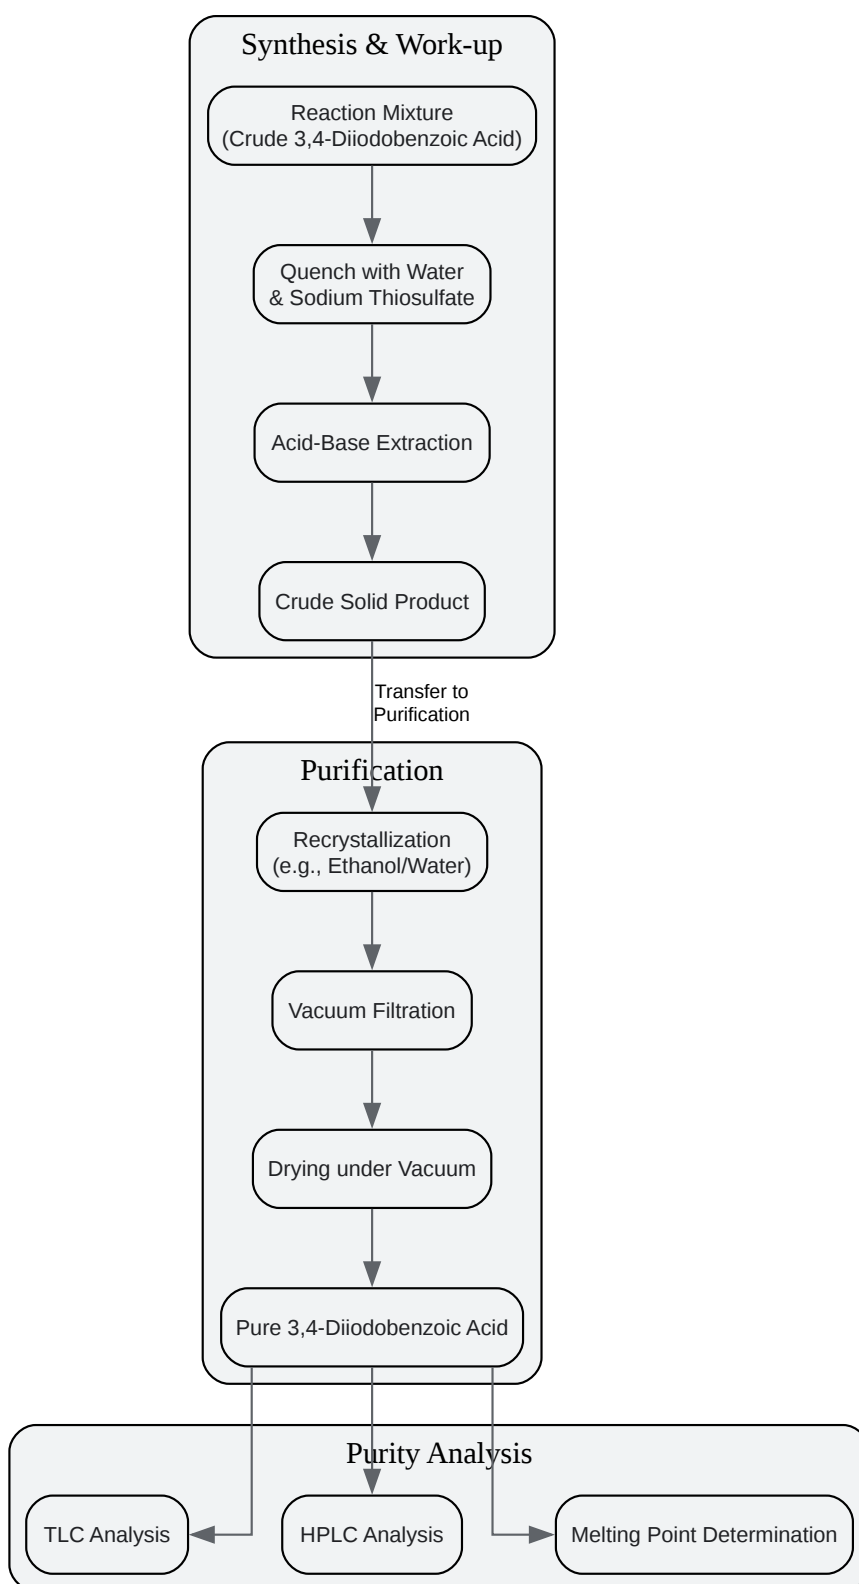 Synthesis & Work-up
Reaction Mixture
(Crude 3,4-Diiodobenzoic Acid)
Quench with Water
& Sodium Thiosulfate
Acid-Base Extraction
Crude Solid Product
Transfer to
Purification
Purification
Recrystallization
(e.g., Ethanol/Water)
Vacuum Filtration
Drying under Vacuum
Pure 3,4-Diiodobenzoic Acid
Purity Analysis
TLC Analysis
HPLC Analysis
Melting Point Determination